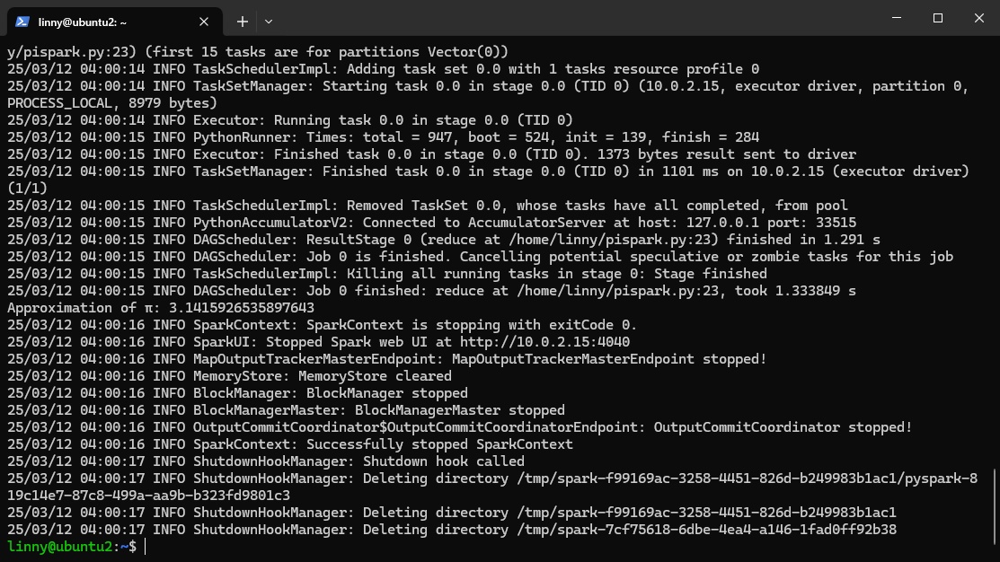 linny@ubuntu2: ~
y/pispark.py:23) (first 15 tasks are for partitions Vector(0))
25/03/12 04:00:14 INFO TaskSchedulerImpl: Adding task set 0.0 with 1 tasks resource profile 0
25/03/12 04:00:14 INFO TaskSetManager: Starting task 0.0 in stage 0.0 (TID 0) (10.0.2.15, executor driver, partition 0,
PROCESS_LOCAL, 8979 bytes)
25/03/12 04:00:14 INFO Executor: Running task 0.0 in stage 0.0 (TID 0)
25/03/12 04:00:15 INFO PythonRunner: Times: total = 947, boot = 524, init = 139, finish = 284
25/03/12 04:00:15 INFO Executor: Finished task 0.0 in stage 0.0 (TID 0). 1373 bytes result sent to driver
25/03/12 04:00:15 INFO TaskSetManager: Finished task 0.0 in stage 0.0 (TID 0) in 1101 ms on 10.0.2.15 (executor driver)
(1/1)
25/03/12 04:00:15 INFO TaskSchedulerImpl: Removed TaskSet 0.0, whose tasks have all completed, from pool
25/03/12 04:00:15 INFO PythonAccumulatorV2: Connected to AccumulatorServer at host: 127.0.0.1 port: 33515
25/03/12 04:00:15 INFO DAGScheduler: ResultStage 0 (reduce at /home/linny/pispark.py:23) finished in 1.291 s
25/03/12 04:00:15 INFO DAGScheduler: Job 0 is finished. Cancelling potential speculative or zombie tasks for this job
25/03/12 04:00:15 INFO TaskSchedulerImpl: Killing all running tasks in stage 0: Stage finished
25/03/12 04:00:15 INFO DAGScheduler: Job 0 finished: reduce at /home/linny/pispark.py:23, took 1.333849 s
Approximation of π: 3.1415926535897643
25/03/12 04:00:16 INFO SparkContext: SparkContext is stopping with exitCode 0.
25/03/12 04:00:16 INFO SparkUI: Stopped Spark web UI at http://10.0.2.15:4040
25/03/12 04:00:16 INFO MapOutputTrackerMasterEndpoint: MapOutputTrackerMasterEndpoint stopped!
25/03/12 04:00:16 INFO MemoryStore: MemoryStore cleared
25/03/12 04:00:16 INFO BlockManager: BlockManager stopped
25/03/12 04:00:16 INFO BlockManagerMaster: BlockManagerMaster stopped
25/03/12 04:00:16 INFO OutputCommitCoordinator$OutputCommitCoordinatorEndpoint: OutputCommitCoordinator stopped!
25/03/12 04:00:16 INFO SparkContext: Successfully stopped SparkContext
25/03/12 04:00:17 INFO ShutdownHookManager: Shutdown hook called
25/03/12 04:00:17 INFO ShutdownHookManager: Deleting directory /tmp/spark-f99169ac-3258-4451-826d-b249983b1ac1/pyspark-8
19c14e7-87c8-499a-aa9b-b323fd9801c3
25/03/12 04:00:17 INFO ShutdownHookManager: Deleting directory /tmp/spark-f99169ac-3258-4451-826d-b249983b1ac1
25/03/12 04:00:17 INFO ShutdownHookManager: Deleting directory /tmp/spark-7cf75618-6dbe-4ea4-a146-1fad0ff92b38
linny@ubuntu2:~$